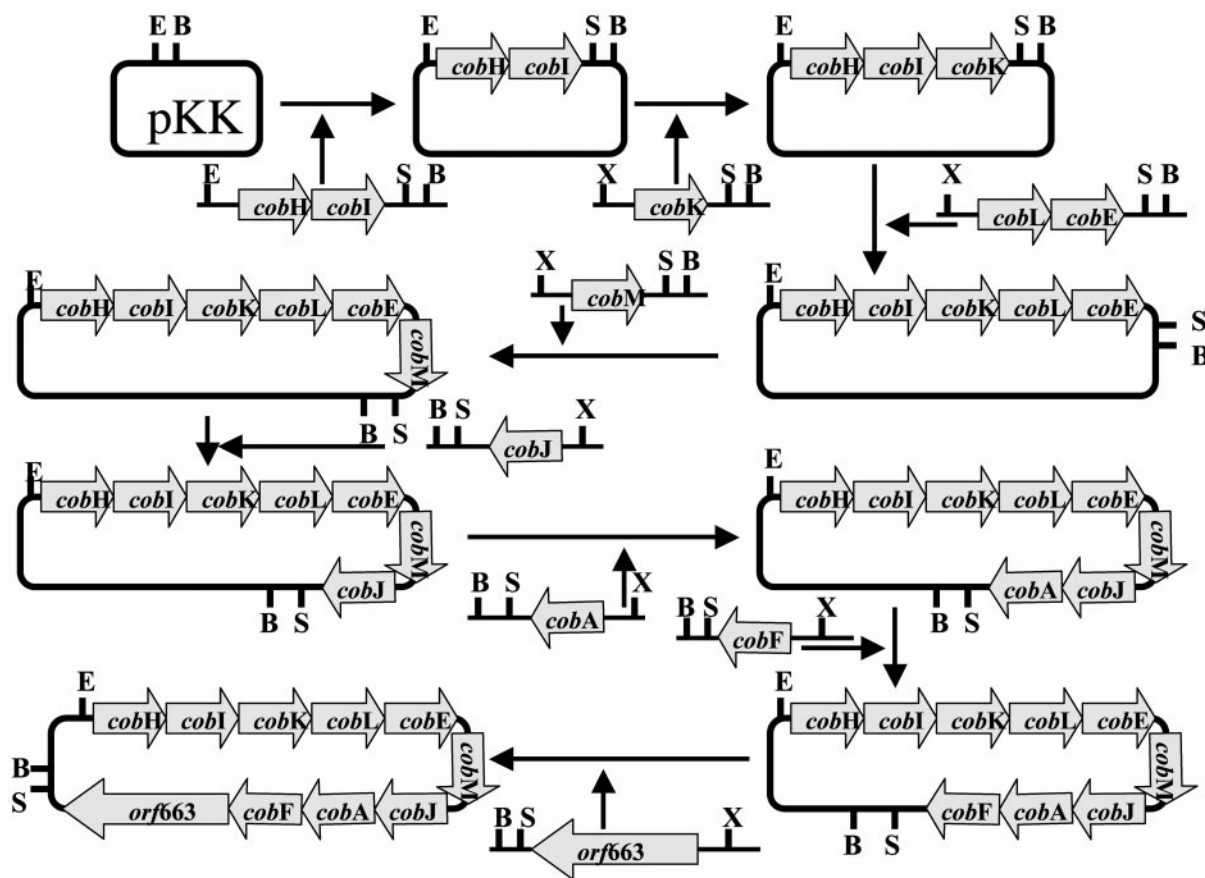 E B
pKK
E
cobH cobI
S B
E
cobH cobI
S B
X
cobK
S B
E
cobH cobI cobK
S B
X
cobL cobE
S B
E
cobH cobI cobK cobL cobE
S
B
X
cobM
S B
E
cobH cobI cobK cobL cobE
cobM
B S
B S
cobJ
X
E
cobH cobI cobK cobL cobE
cobM
cobJ
B S
B S
cobA
X
E
cobH cobI cobK cobL cobE
cobM
cobA cobJ
B S
B S
cobF
X
E
cobH cobI cobK cobL cobE
cobM
cobF cobA cobJ
B S
B S
orf663
X
E
cobH cobI cobK cobL cobE
cobM
B
S
orf663 cobF cobA cobJ